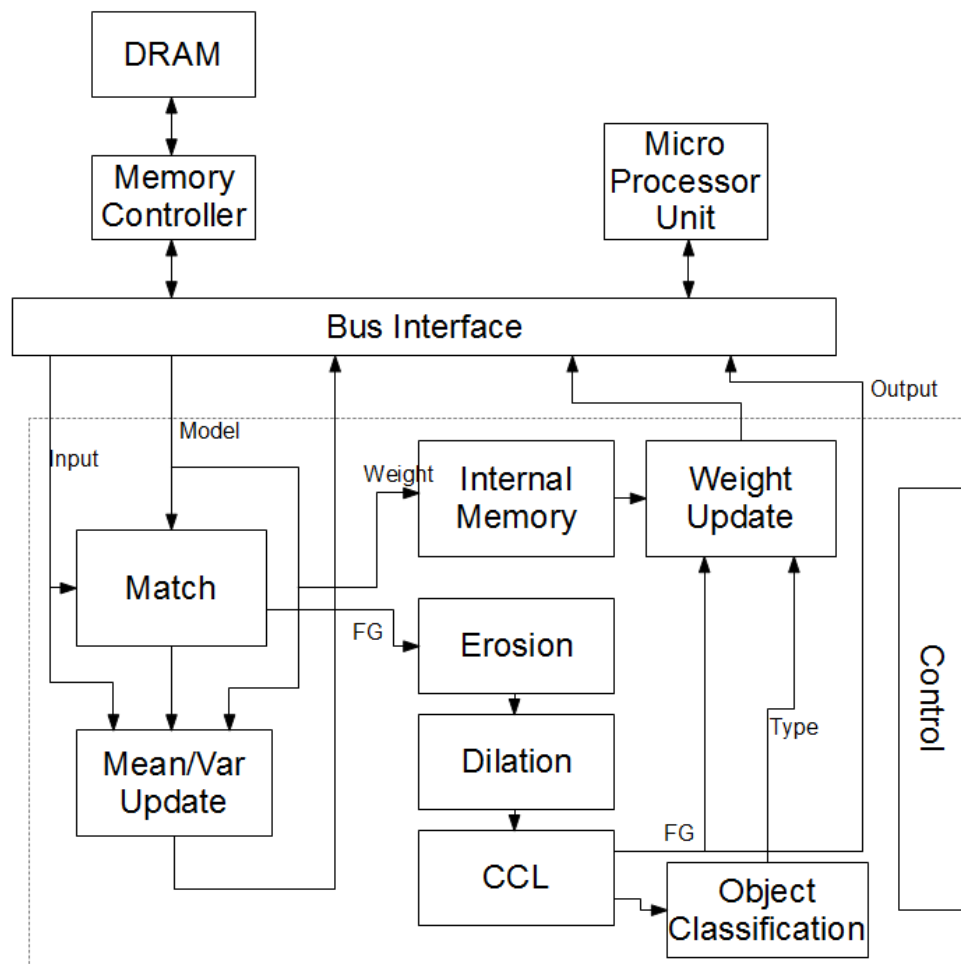 DRAM
Memory
Controller
Micro
Processor
Unit
Bus Interface
Output
Model
Input
Weight
Internal
Memory
Weight
Update
Match
FG
Erosion
Control
Mean/Var
Update
Dilation
Type
FG
CCL
Object
Classification